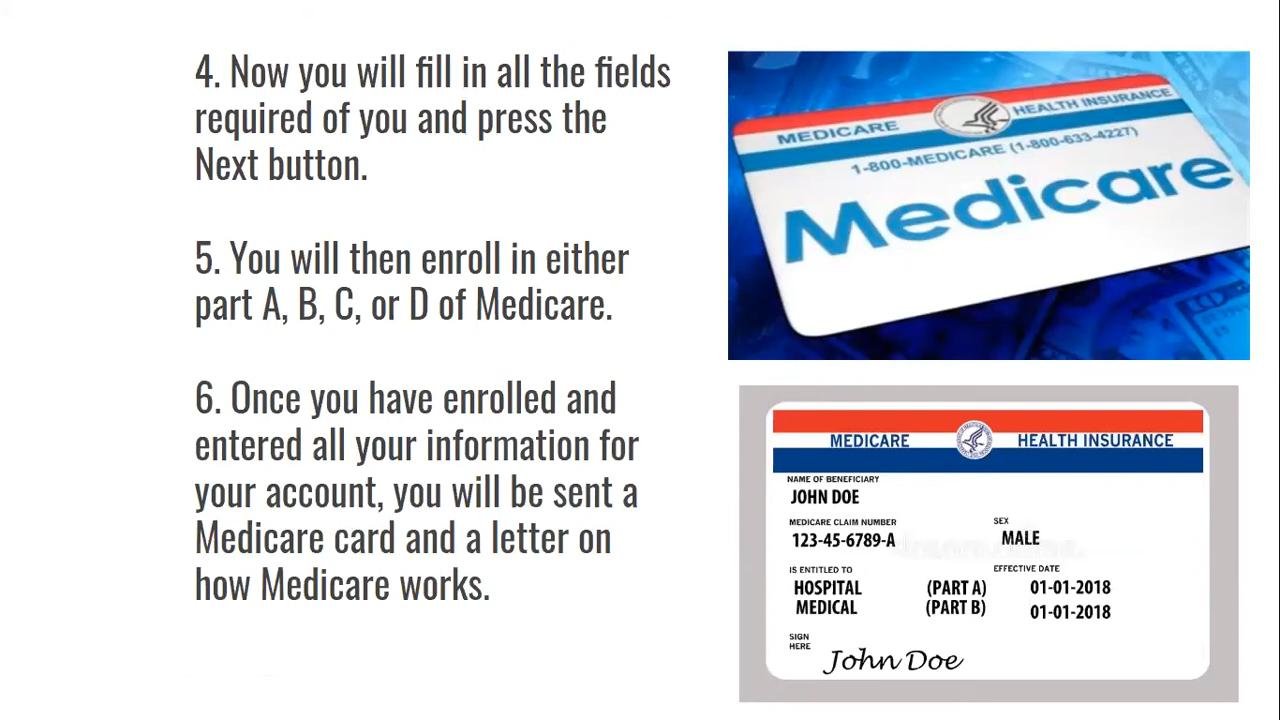 4. Now you will fill in all the fields
required of you and press the
Next button.
5. You will then enroll in either
part A, B, C, or D of Medicare.
6. Once you have enrolled and
entered all your information for
your account, you will be sent a
Medicare card and a letter on
how Medicare works.
MEDICARE HEALTH INSURANCE
1-800-MEDICARE (1-800-633-4227)
Medicare
MEDICARE HEALTH INSURANCE
NAME OF BENEFICIARY
JOHN DOE
MEDICARE CLAIM NUMBER SEX
123-45-6789-A MALE
IS ENTITLED TO EFFECTIVE DATE
HOSPITAL (PART A) 01-01-2018
MEDICAL (PART B) 01-01-2018
SIGN
HERE
John Doe